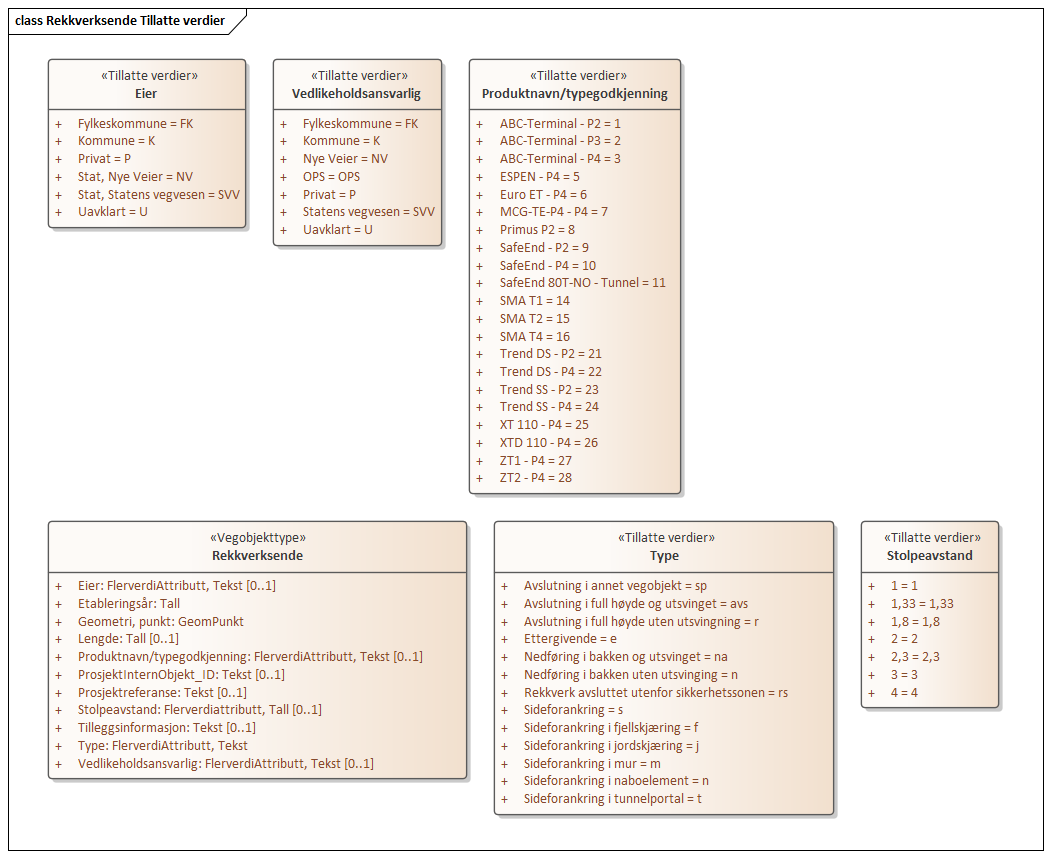 class Rekkverksende Tillatte verdier
«Tillatte verdier»
Eier
+ Fylkeskommune = FK
+ Kommune = K
+ Privat = P
+ Stat, Nye Veier = NV
+ Stat, Statens vegvesen = SVV
+ Uavklart = U
«Tillatte verdier»
Vedlikeholdsansvarlig
+ Fylkeskommune = FK
+ Kommune = K
+ Nye Veier = NV
+ OPS = OPS
+ Privat = P
+ Statens vegvesen = SVV
+ Uavklart = U
«Tillatte verdier»
Produktnavn/typegodkjenning
+ ABC-Terminal - P2 = 1
+ ABC-Terminal - P3 = 2
+ ABC-Terminal - P4 = 3
+ ESPEN - P4 = 5
+ Euro ET - P4 = 6
+ MCG-TE-P4 - P4 = 7
+ Primus P2 = 8
+ SafeEnd - P2 = 9
+ SafeEnd - P4 = 10
+ SafeEnd 80T-NO - Tunnel = 11
+ SMA T1 = 14
+ SMA T2 = 15
+ SMA T4 = 16
+ Trend DS - P2 = 21
+ Trend DS - P4 = 22
+ Trend SS - P2 = 23
+ Trend SS - P4 = 24
+ XT 110 - P4 = 25
+ XTD 110 - P4 = 26
+ ZT1 - P4 = 27
+ ZT2 - P4 = 28
«Vegobjekttype»
Rekkverksende
+ Eier: FlerverdiAttributt, Tekst [0..1]
+ Etableringsår: Tall
+ Geometri, punkt: GeomPunkt
+ Lengde: Tall [0..1]
+ Produktnavn/typegodkjenning: FlerverdiAttributt, Tekst [0..1]
+ ProsjektInternObjekt_ID: Tekst [0..1]
+ Prosjektreferanse: Tekst [0..1]
+ Stolpeavstand: Flerverdiattributt, Tall [0..1]
+ Tilleggsinformasjon: Tekst [0..1]
+ Type: FlerverdiAttributt, Tekst
+ Vedlikeholdsansvarlig: FlerverdiAttributt, Tekst [0..1]
«Tillatte verdier»
Type
+ Avslutning i annet vegobjekt = sp
+ Avslutning i full høyde og utsvinget = avs
+ Avslutning i full høyde uten utsvingning = r
+ Ettergivende = e
+ Nedføring i bakken og utsvinget = na
+ Nedføring i bakken uten utsvinging = n
+ Rekkverk avsluttet utenfor sikkerhetssonen = rs
+ Sideforankring = s
+ Sideforankring i fjellskjæring = f
+ Sideforankring i jordskjæring = j
+ Sideforankring i mur = m
+ Sideforankring i naboelement = n
+ Sideforankring i tunnelportal = t
«Tillatte verdier»
Stolpeavstand
+ 1 = 1
+ 1,33 = 1,33
+ 1,8 = 1,8
+ 2 = 2
+ 2,3 = 2,3
+ 3 = 3
+ 4 = 4